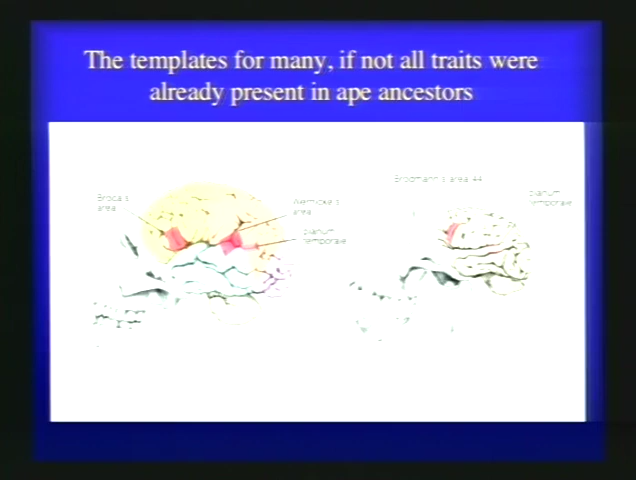 The templates for many, if not all traits were
already present in ape ancestors
Broca's
area
Wernicke's
area
planum
temporale
Brodmann's area 44
planum
temporale